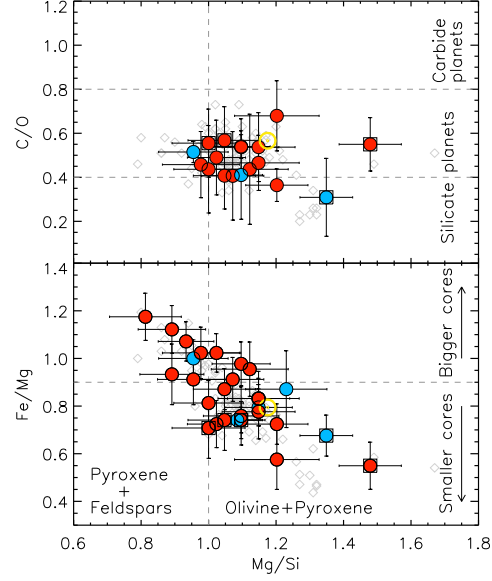 1.2
1.0
0.8
0.6
0.4
0.2
C/O
Carbide
planets
Silicate planets
1.4
1.2
1.0
0.8
0.6
0.4
Fe/Mg
Bigger cores
Smaller cores
Pyroxene
+
Feldspars
Olivine+Pyroxene
0.6
0.8
1.0
1.2
1.4
1.6
1.8
Mg/Si